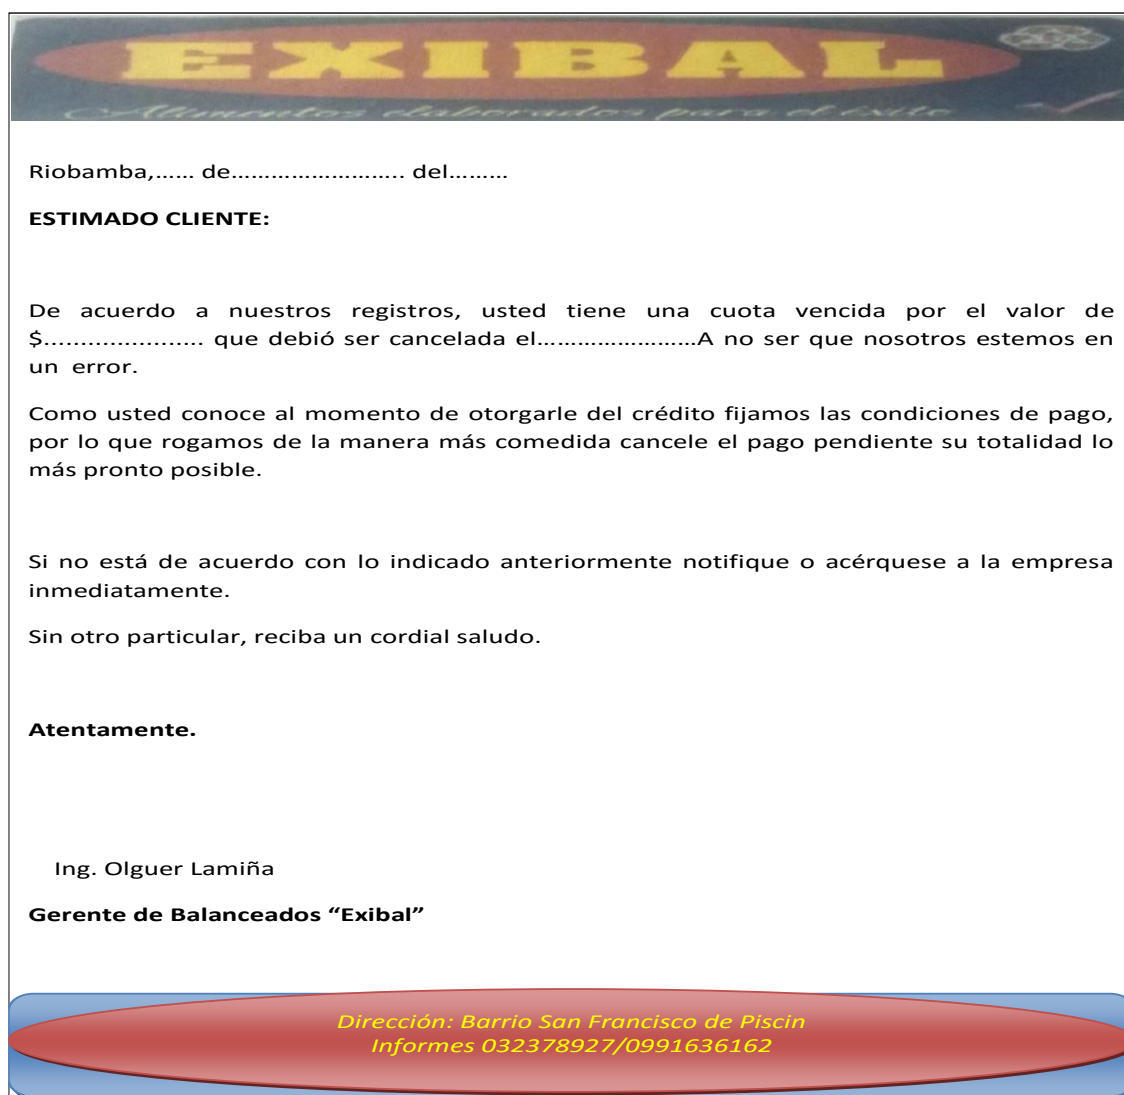 EXIBAL
Alimentos elaborados para el éxito
Riobamba,...... de.......................... del.........
ESTIMADO CLIENTE:
De acuerdo a nuestros registros, usted tiene una cuota vencida por el valor de
$...................... que debió ser cancelada el........................A no ser que nosotros estemos en
un error.
Como usted conoce al momento de otorgarle del crédito fijamos las condiciones de pago,
por lo que rogamos de la manera más comedida cancele el pago pendiente su totalidad lo
más pronto posible.
Si no está de acuerdo con lo indicado anteriormente notifique o acérquese a la empresa
inmediatamente.
Sin otro particular, reciba un cordial saludo.
Atentamente.
Ing. Olguer Lamiña
Gerente de Balanceados “Exibal”
Dirección: Barrio San Francisco de Piscin
Informes 032378927/0991636162